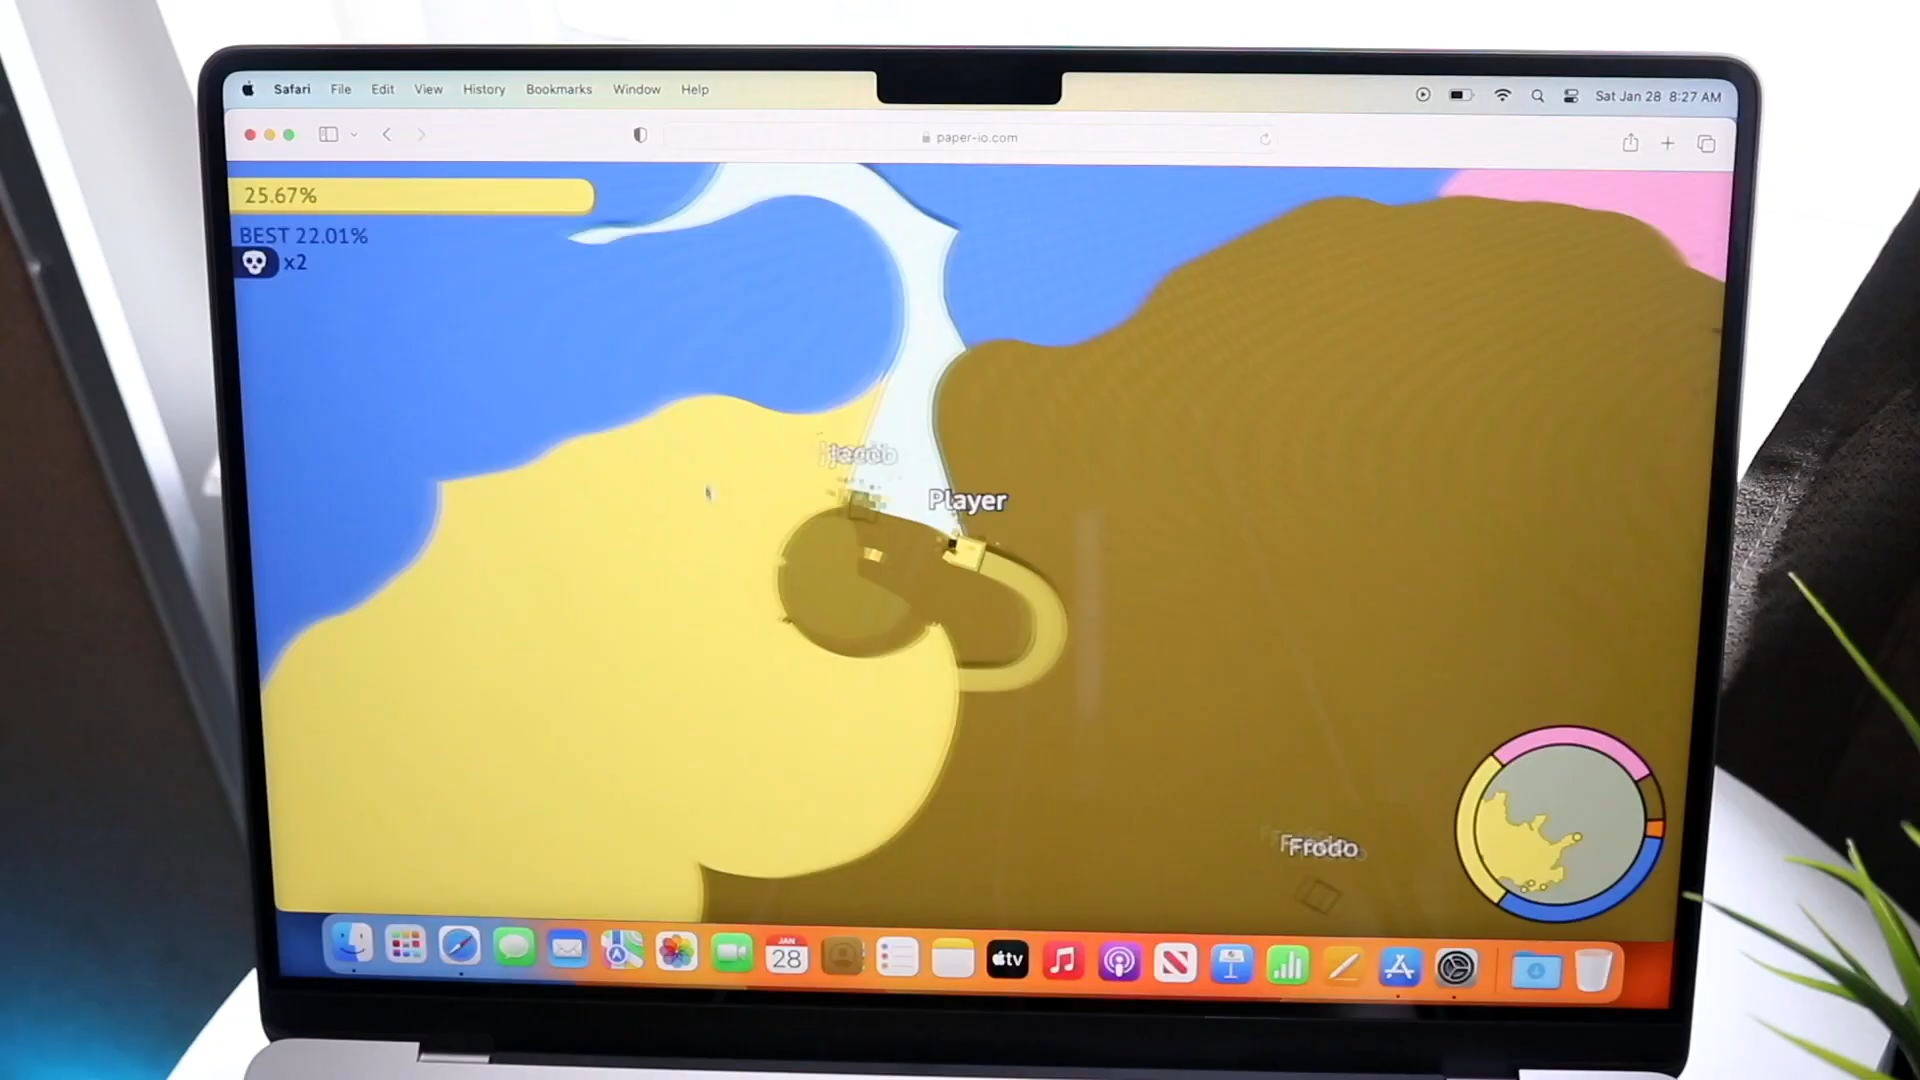 Safari File Edit View History Bookmarks Window Help
Sat Jan 28 8:27 AM
paper-io.com
25.67%
BEST 22.01%
x2
Jacob
Player
Frodo
JAN
28
tv